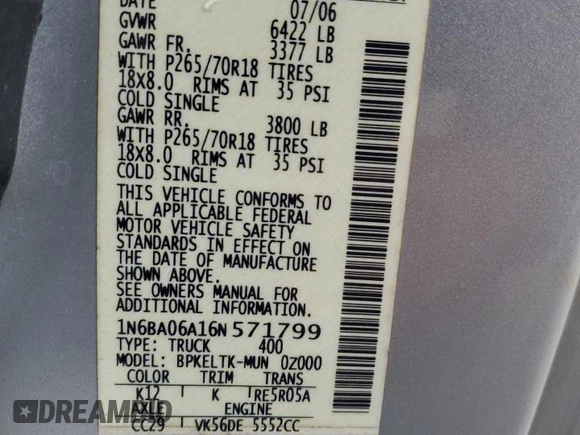 DATE 07/06
GVWR 6422 LB
GAWR FR. 3377 LB
WITH P265/70R18 TIRES
18X8.0 RIMS AT 35 PSI
COLD SINGLE
GAWR RR. 3800 LB
WITH P265/70R18 TIRES
18X8.0 RIMS AT 35 PSI
COLD SINGLE
THIS VEHICLE CONFORMS TO
ALL APPLICABLE FEDERAL
MOTOR VEHICLE SAFETY
STANDARDS IN EFFECT ON
THE DATE OF MANUFACTURE
SHOWN ABOVE.
SEE OWNERS MANUAL FOR
ADDITIONAL INFORMATION.
1N6BA06A16N571799
TYPE: TRUCK 400
MODEL: BPKELTK-MUN 0Z000
COLOR TRIM TRANS
K12 K RE5R05A
AXLE ENGINE
CC29 VK56DE 5552CC
AUTOHISTORY